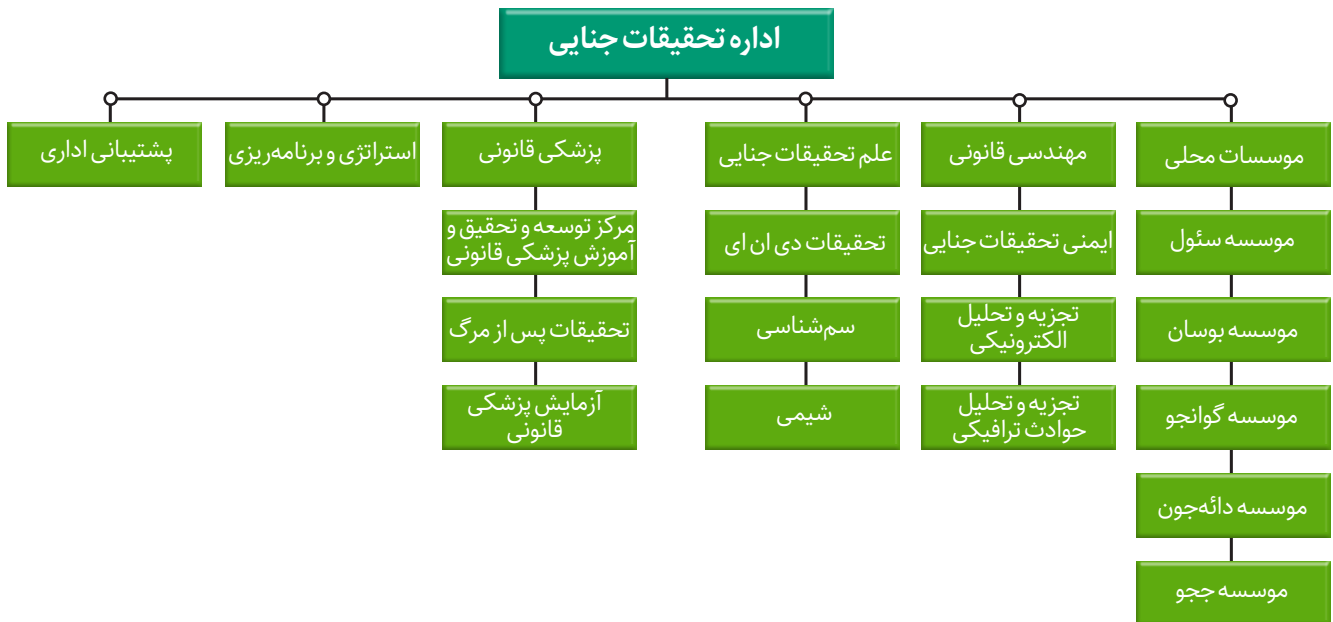 اداره تحقیقات جنایی
موسسات محلی
موسسه سئول
موسسه بوسان
موسسه گوانجو
موسسه دائه‌جون
موسسه ججو
مهندسی قانونی
ایمنی تحقیقات جنایی
تجزیه و تحلیل
الکترونیکی
تجزیه و تحلیل
حوادث ترافیکی
علم تحقیقات جنایی
تحقیقات دی ان ای
سم‌شناسی
شیمی
پزشکی قانونی
مرکز توسعه و تحقیق و
آموزش پزشکی قانونی
تحقیقات پس از مرگ
آزمایش پزشکی
قانونی
استراتژی و برنامه‌ریزی
پشتیبانی اداری